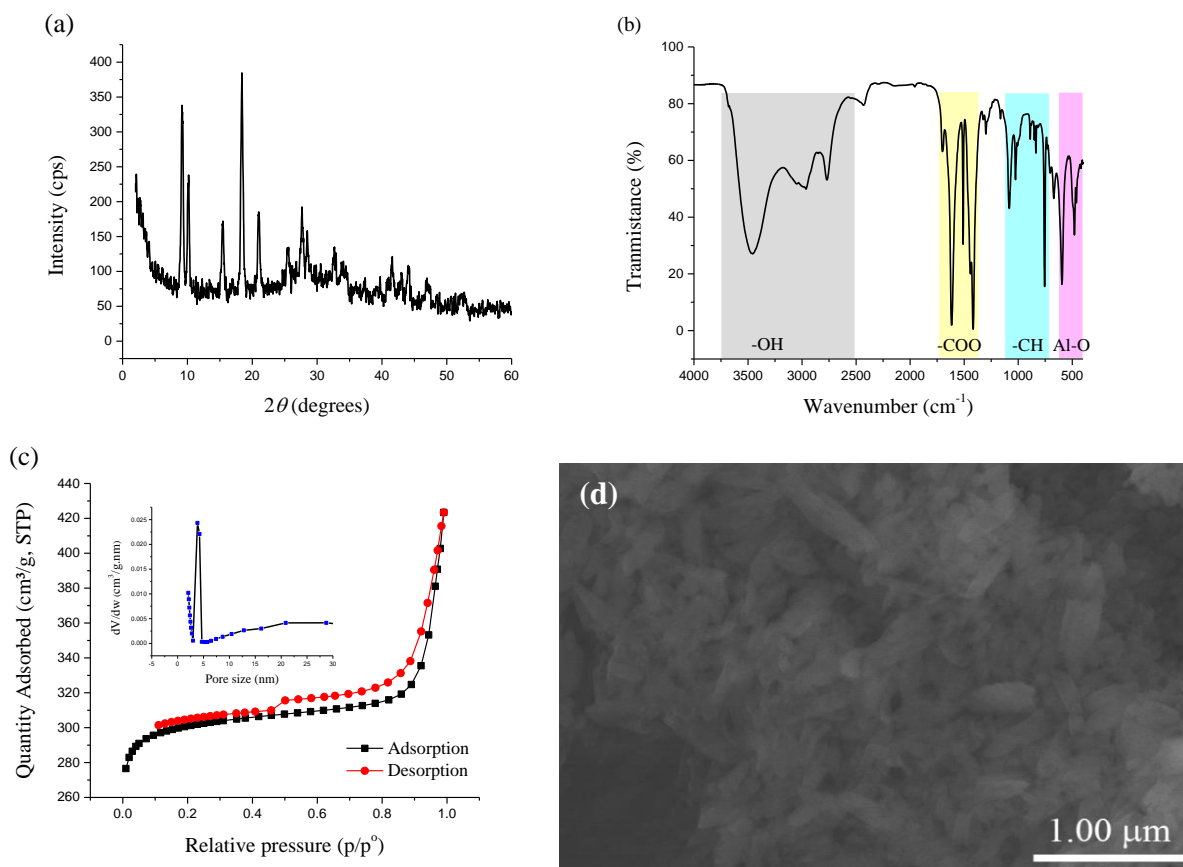 (a)
400
350
300
250
200
150
100
50
0
Intensity (cps)
0 10 20 30 40 50 60
2θ (degrees)
(b)
100
80
60
40
20
0
Tranmistance (%)
-OH -COO -CH Al-O
4000 3500 3000 2500 2000 1500 1000 500
Wavenumber (cm⁻¹)
(c)
440
420
400
380
360
340
320
300
280
260
Quantity Adsorbed (cm³/g, STP)
0.025
0.020
0.015
0.010
0.005
0.000
dV/dw (cm³/g.nm)
-5 0 5 10 15 20 25 30
Pore size (nm)
Adsorption
Desorption
0.0 0.2 0.4 0.6 0.8 1.0
Relative pressure (p/pᵒ)
(d)
1.00 µm